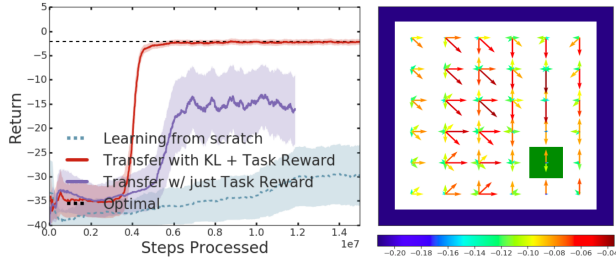 5
0
−5
−10
−15
−20
−25
−30
−35
−40
Return
Learning from scratch
Transfer with KL + Task Reward
Transfer w/ just Task Reward
Optimal
0.0 0.2 0.4 0.6 0.8 1.0 1.2 1.4
1e7
Steps Processed
−0.20 −0.18 −0.16 −0.14 −0.12 −0.10 −0.08 −0.06 −0.04